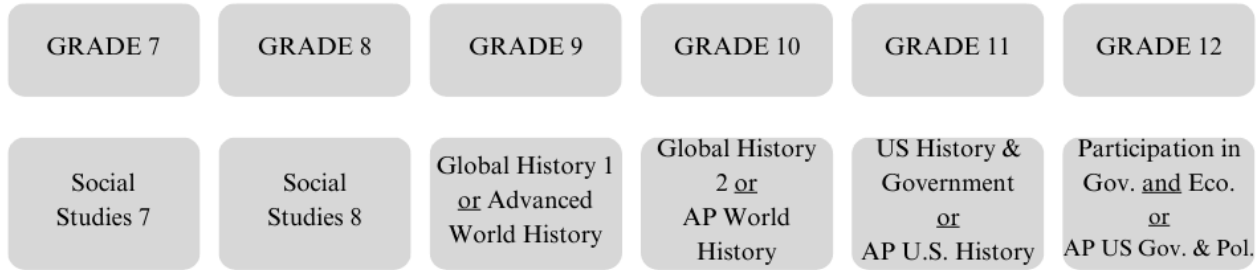 GRADE 7
GRADE 8
GRADE 9
GRADE 10
GRADE 11
GRADE 12
Social
Studies 7
Social
Studies 8
Global History 1
or Advanced
World History
Global History
2 or
AP World
History
US History &
Government
or
AP U.S. History
Participation in
Gov. and Eco.
or
AP US Gov. & Pol.